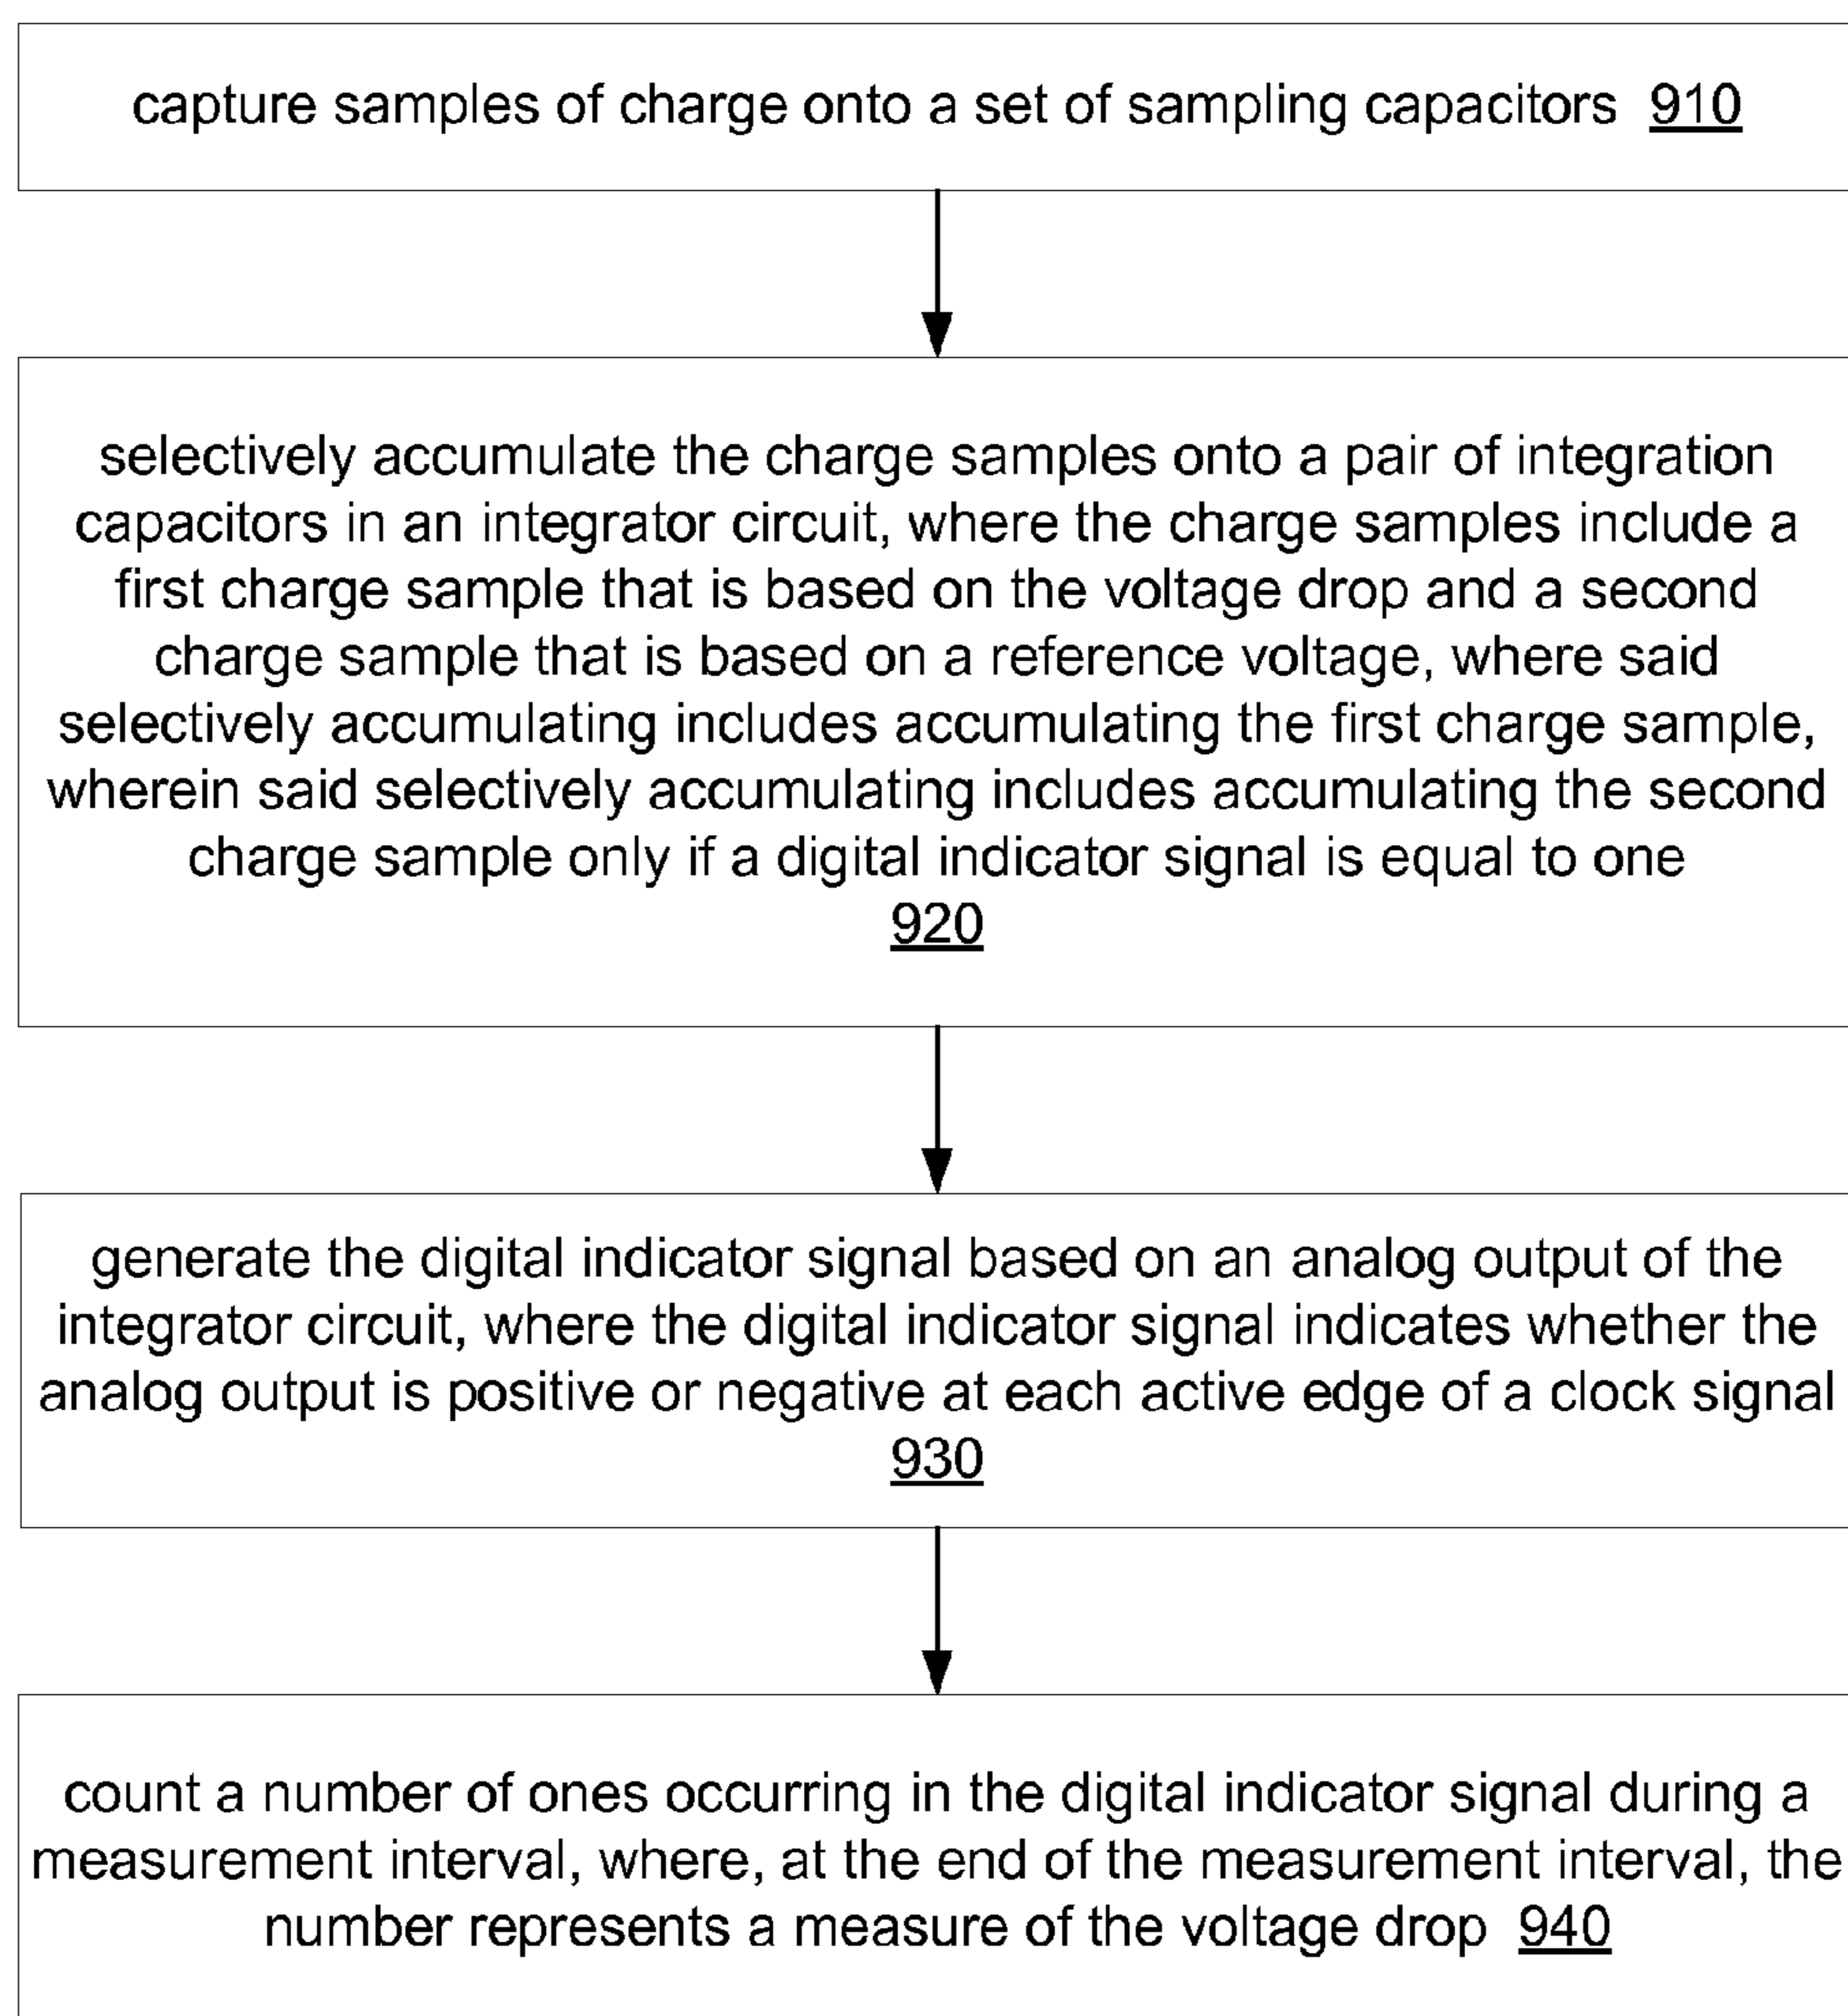 capture samples of charge onto a set of sampling capacitors 910
selectively accumulate the charge samples onto a pair of integration
capacitors in an integrator circuit, where the charge samples include a
first charge sample that is based on the voltage drop and a second
charge sample that is based on a reference voltage, where said
selectively accumulating includes accumulating the first charge sample,
wherein said selectively accumulating includes accumulating the second
charge sample only if a digital indicator signal is equal to one
920
generate the digital indicator signal based on an analog output of the
integrator circuit, where the digital indicator signal indicates whether the
analog output is positive or negative at each active edge of a clock signal
930
count a number of ones occurring in the digital indicator signal during a
measurement interval, where, at the end of the measurement interval, the
number represents a measure of the voltage drop 940